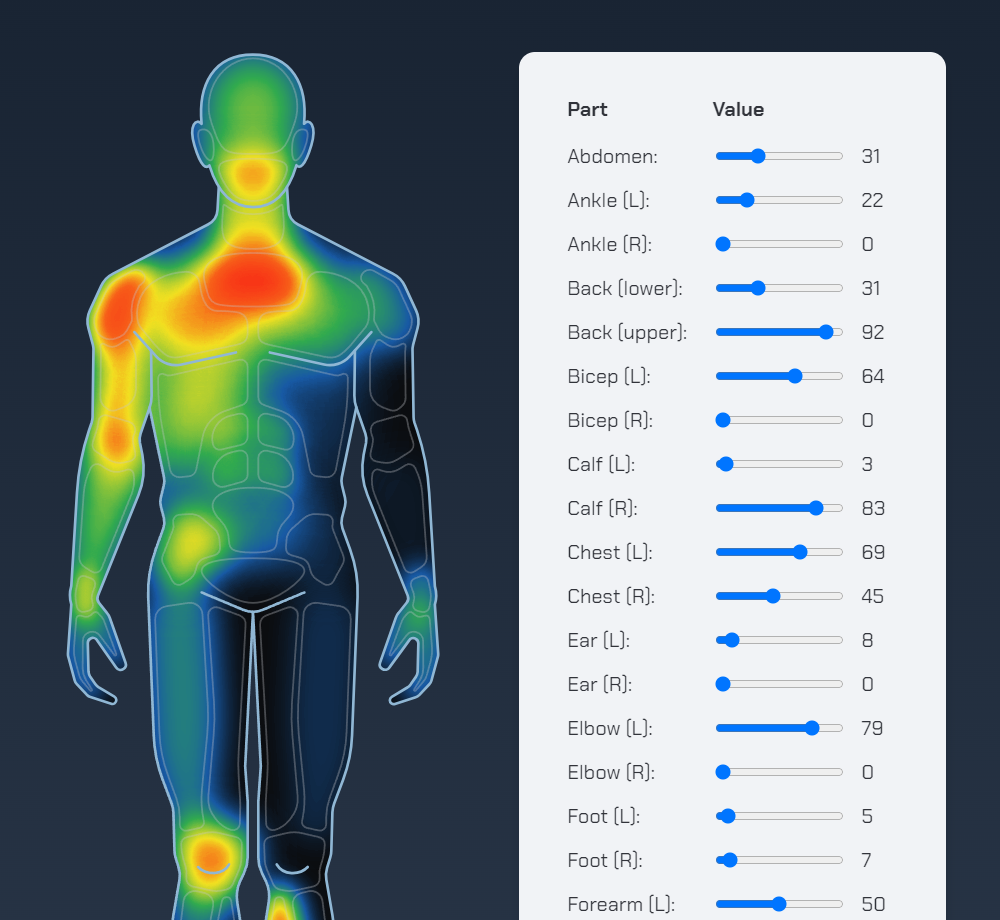 Part Value
Abdomen: 31
Ankle (L): 22
Ankle (R): 0
Back (lower): 31
Back (upper): 92
Bicep (L): 64
Bicep (R): 0
Calf (L): 3
Calf (R): 83
Chest (L): 69
Chest (R): 45
Ear (L): 8
Ear (R): 0
Elbow (L): 79
Elbow (R): 0
Foot (L): 5
Foot (R): 7
Forearm (L): 50